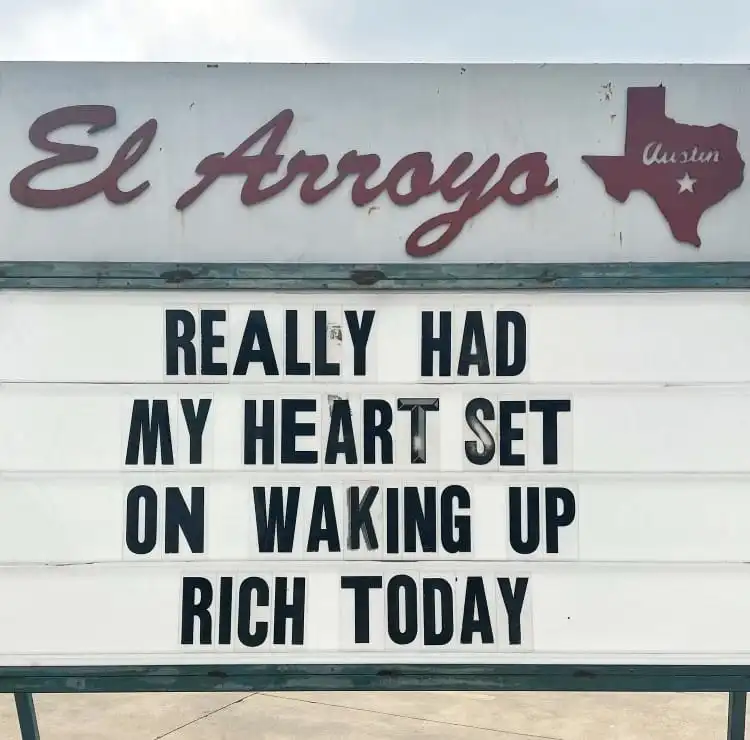 El Arroyo
Austin
REALLY HAD
MY HEART SET
ON WAKING UP
RICH TODAY